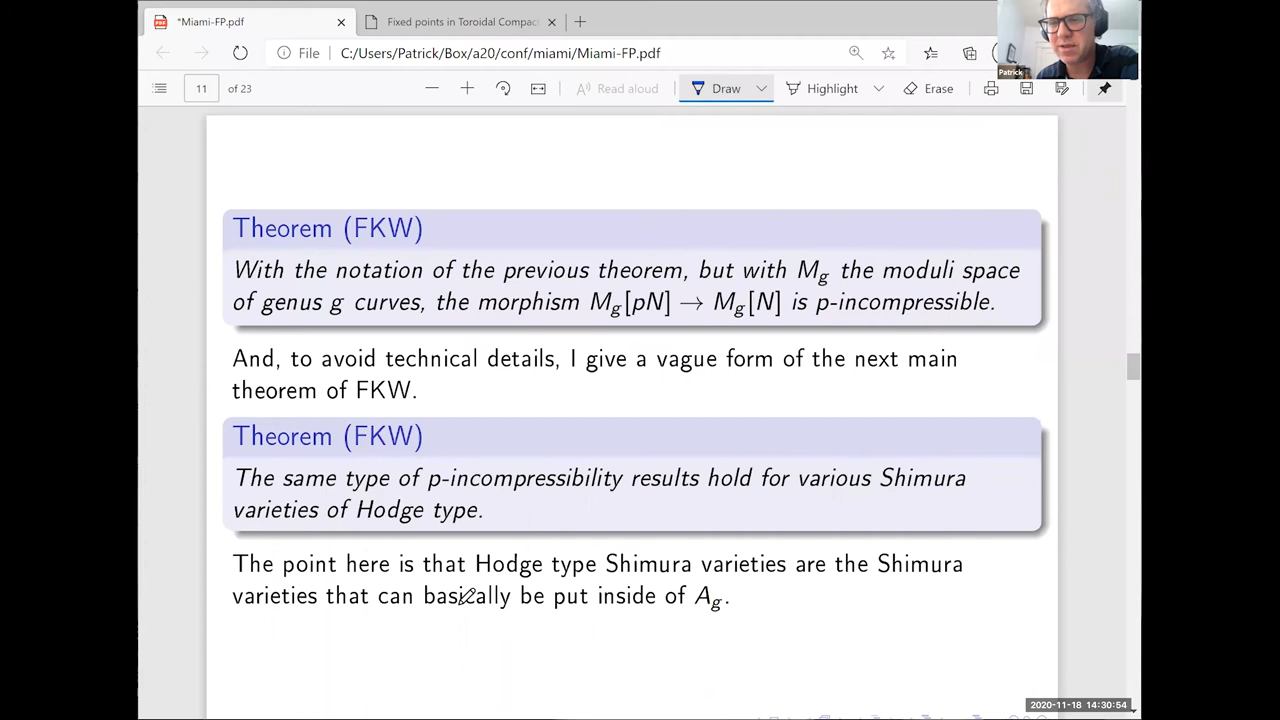 *Miami-FP.pdf
Fixed points in Toroidal Compac
File
C:/Users/Patrick/Box/a20/conf/miami/Miami-FP.pdf
11 of 23
Read aloud
Draw
Highlight
Erase
Patrick
Theorem (FKW)
With the notation of the previous theorem, but with M_g the moduli space
of genus g curves, the morphism M_g[pN] → M_g[N] is p-incompressible.
And, to avoid technical details, I give a vague form of the next main
theorem of FKW.
Theorem (FKW)
The same type of p-incompressibility results hold for various Shimura
varieties of Hodge type.
The point here is that Hodge type Shimura varieties are the Shimura
varieties that can basically be put inside of A_g.
2020-11-18 14:30:54